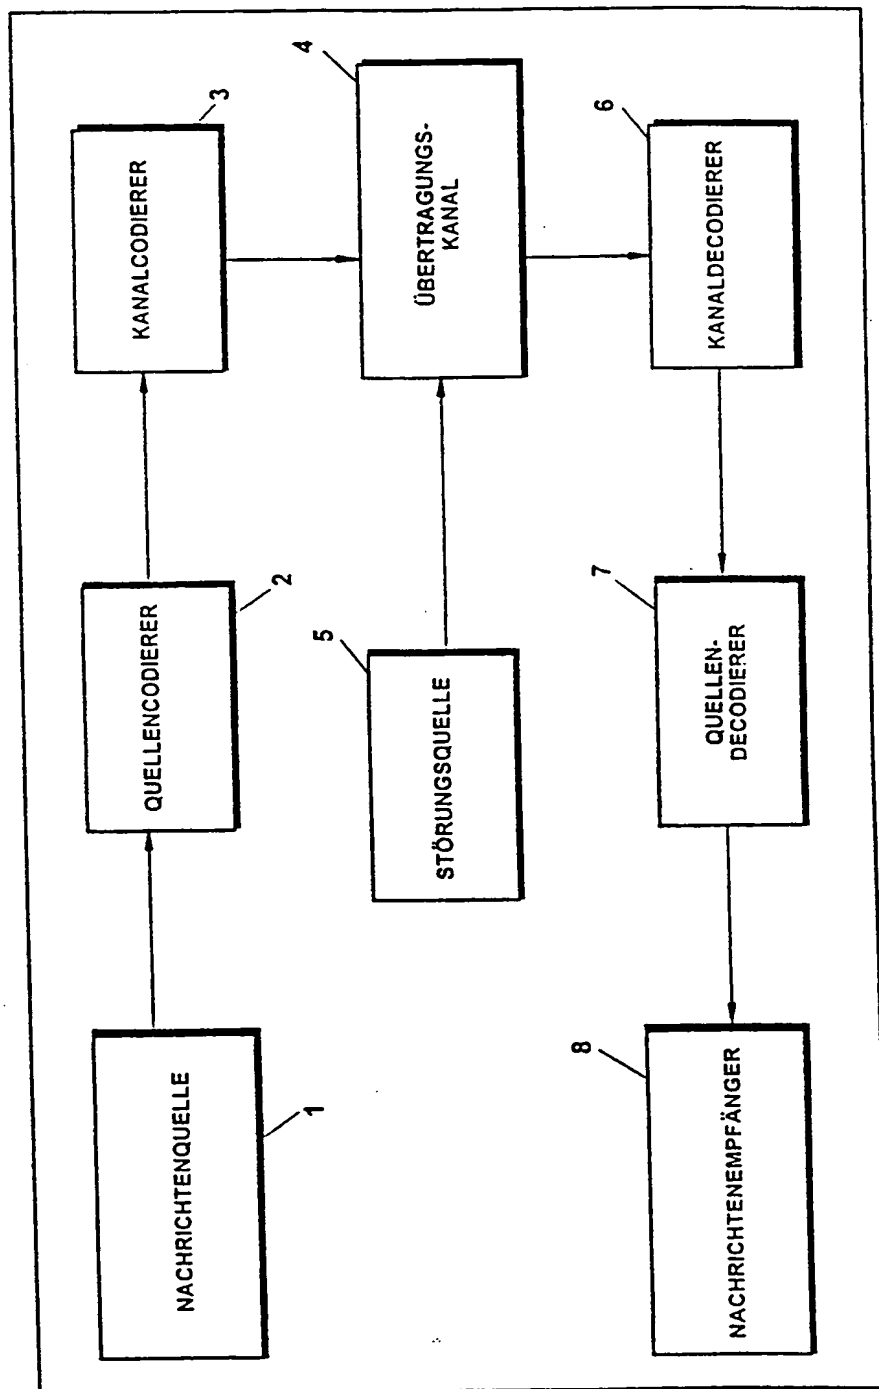 NACHRICHTENQUELLE
1
QUELLENCODIERER
2
KANALCODIERER
3
STÖRUNGSQUELLE
5
ÜBERTRAGUNGS-
KANAL
4
NACHRICHTENEMPFÄNGER
8
QUELLEN-
DECODIERER
7
KANALDECODIERER
6